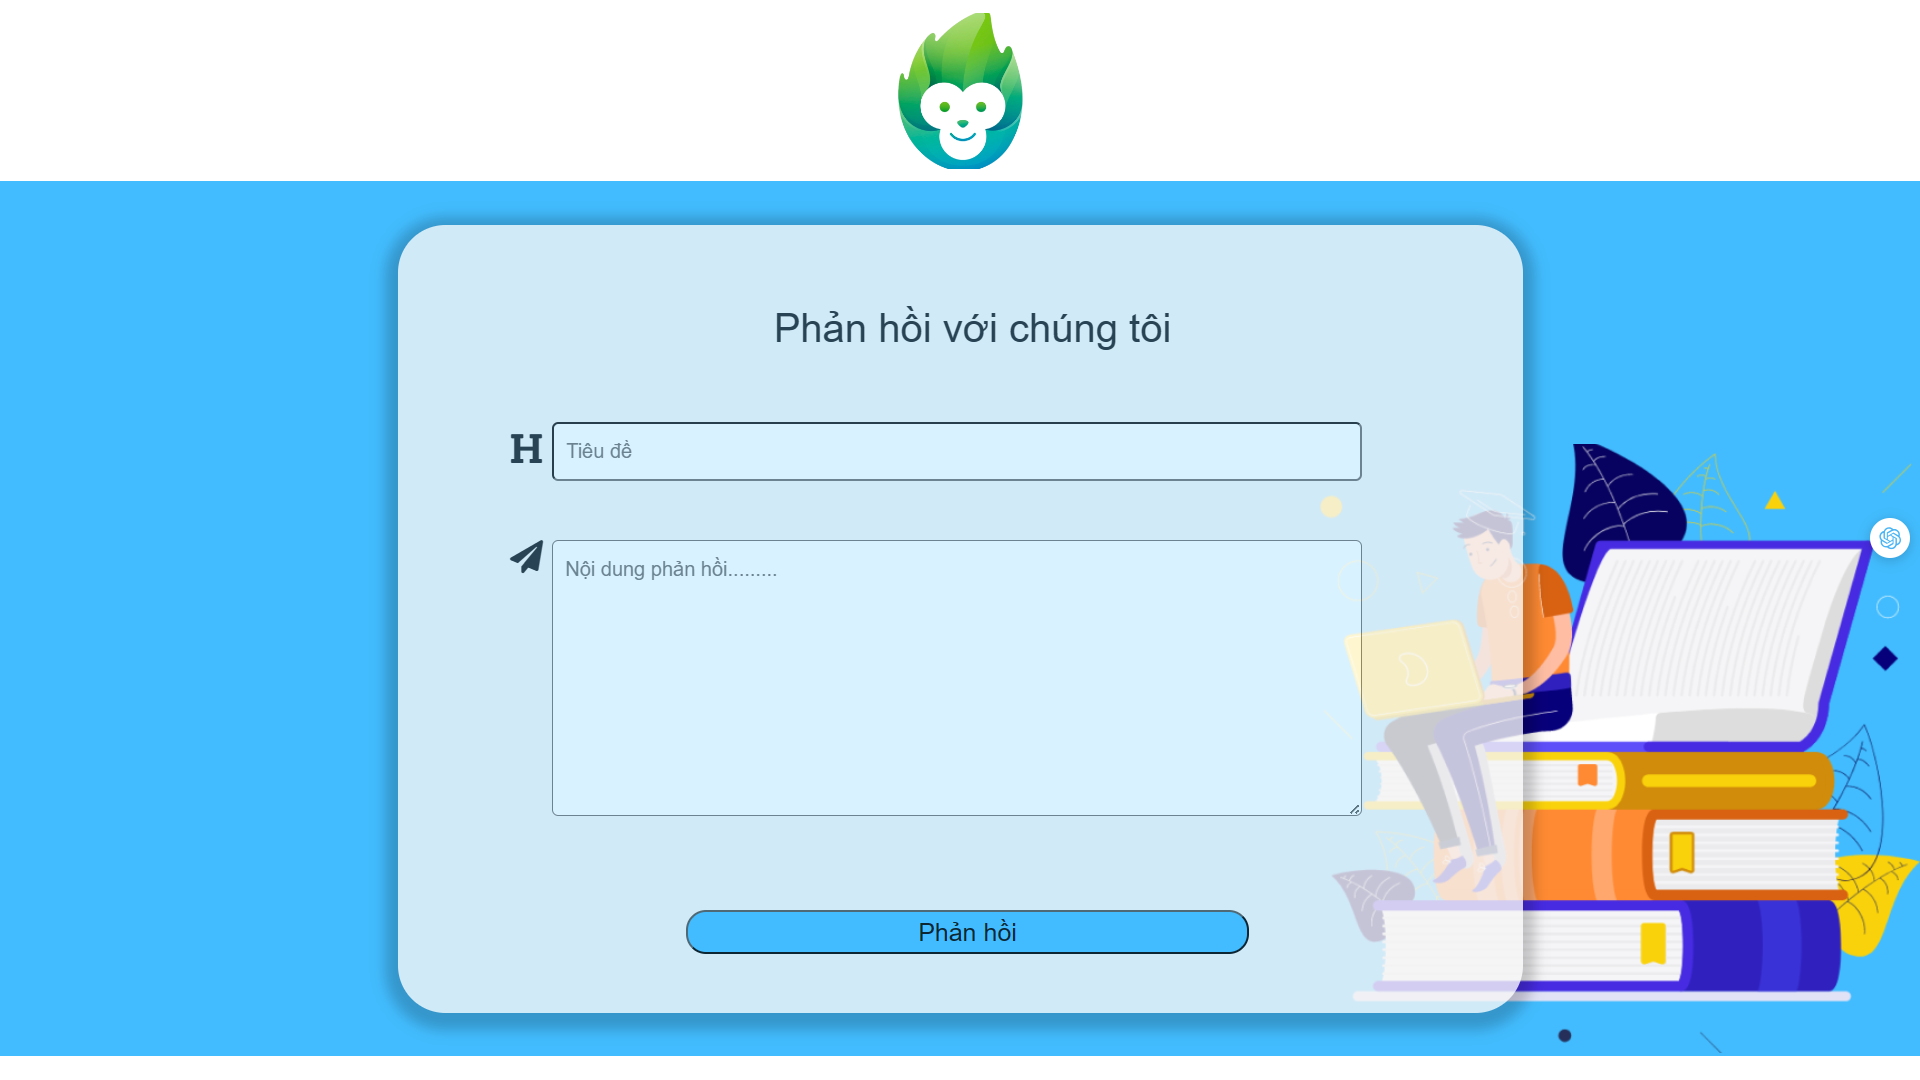 Phản hồi với chúng tôi
H
Tiêu đề
Nội dung phản hồi.........
Phản hồi